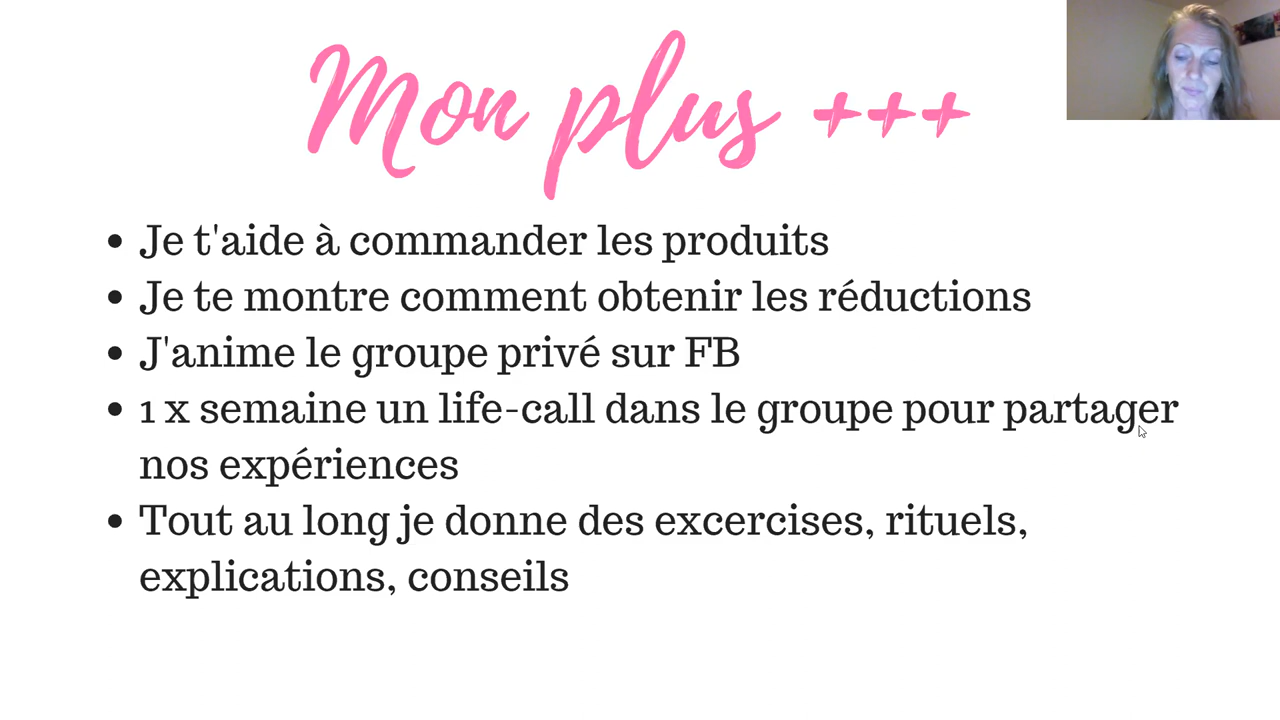 Mon plus +++
• Je t'aide à commander les produits
• Je te montre comment obtenir les réductions
• J'anime le groupe privé sur FB
• 1 x semaine un life-call dans le groupe pour partager
nos expériences
• Tout au long je donne des excercises, rituels,
explications, conseils